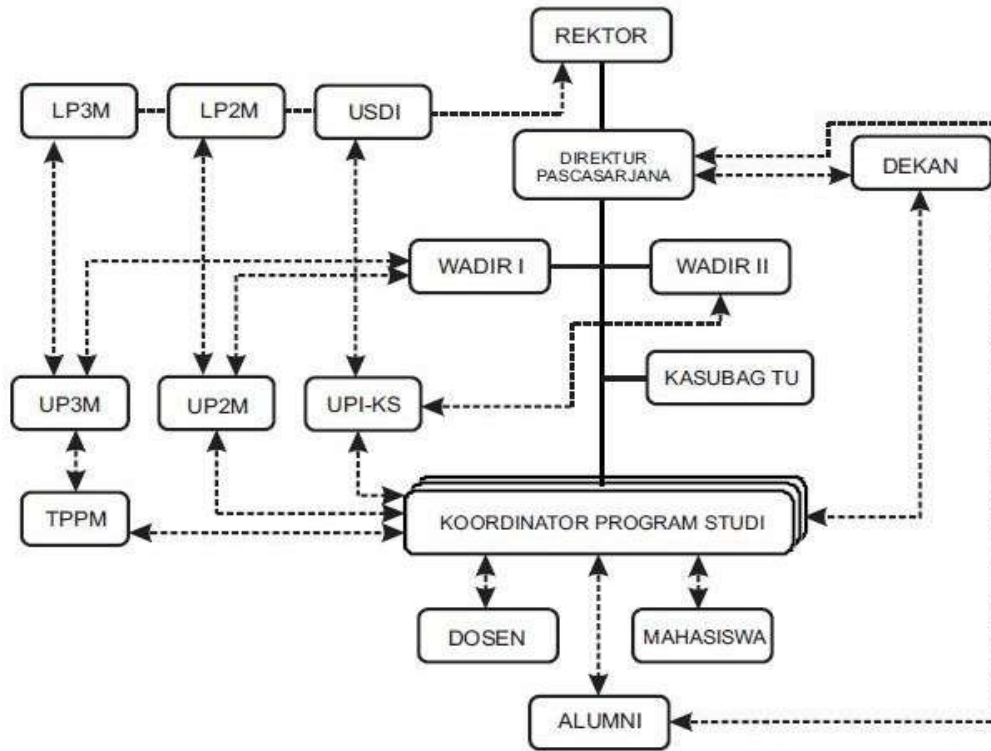 REKTOR
LP3M
LP2M
USDI
DIREKTUR
PASCASARJANA
DEKAN
WADIR I
WADIR II
KASUBAG TU
UP3M
UP2M
UPI-KS
TPPM
KOORDINATOR PROGRAM STUDI
DOSEN
MAHASISWA
ALUMNI